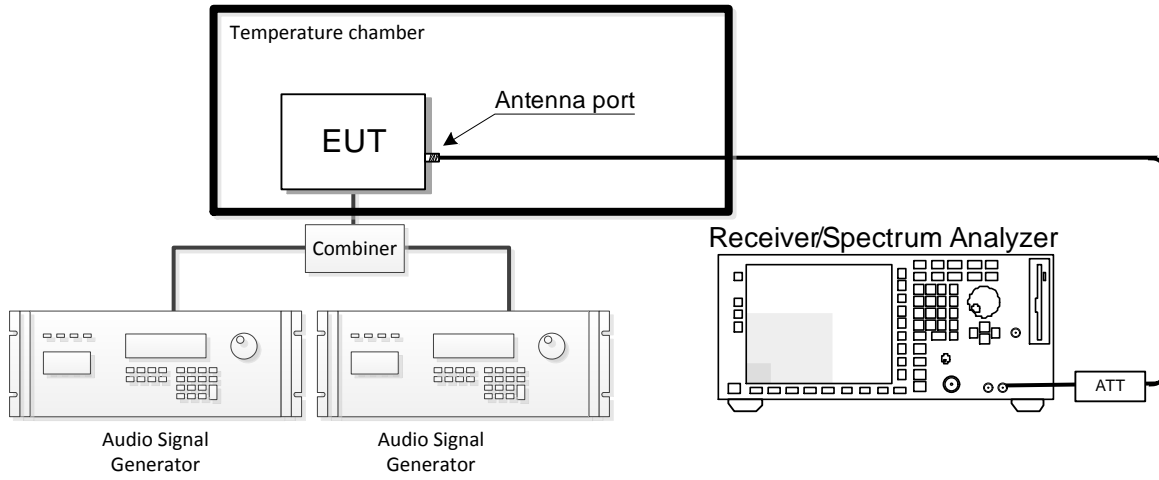 Temperature chamber
Antenna port
EUT
Combiner
Receiver/Spectrum Analyzer
ATT
Audio Signal
Generator
Audio Signal
Generator